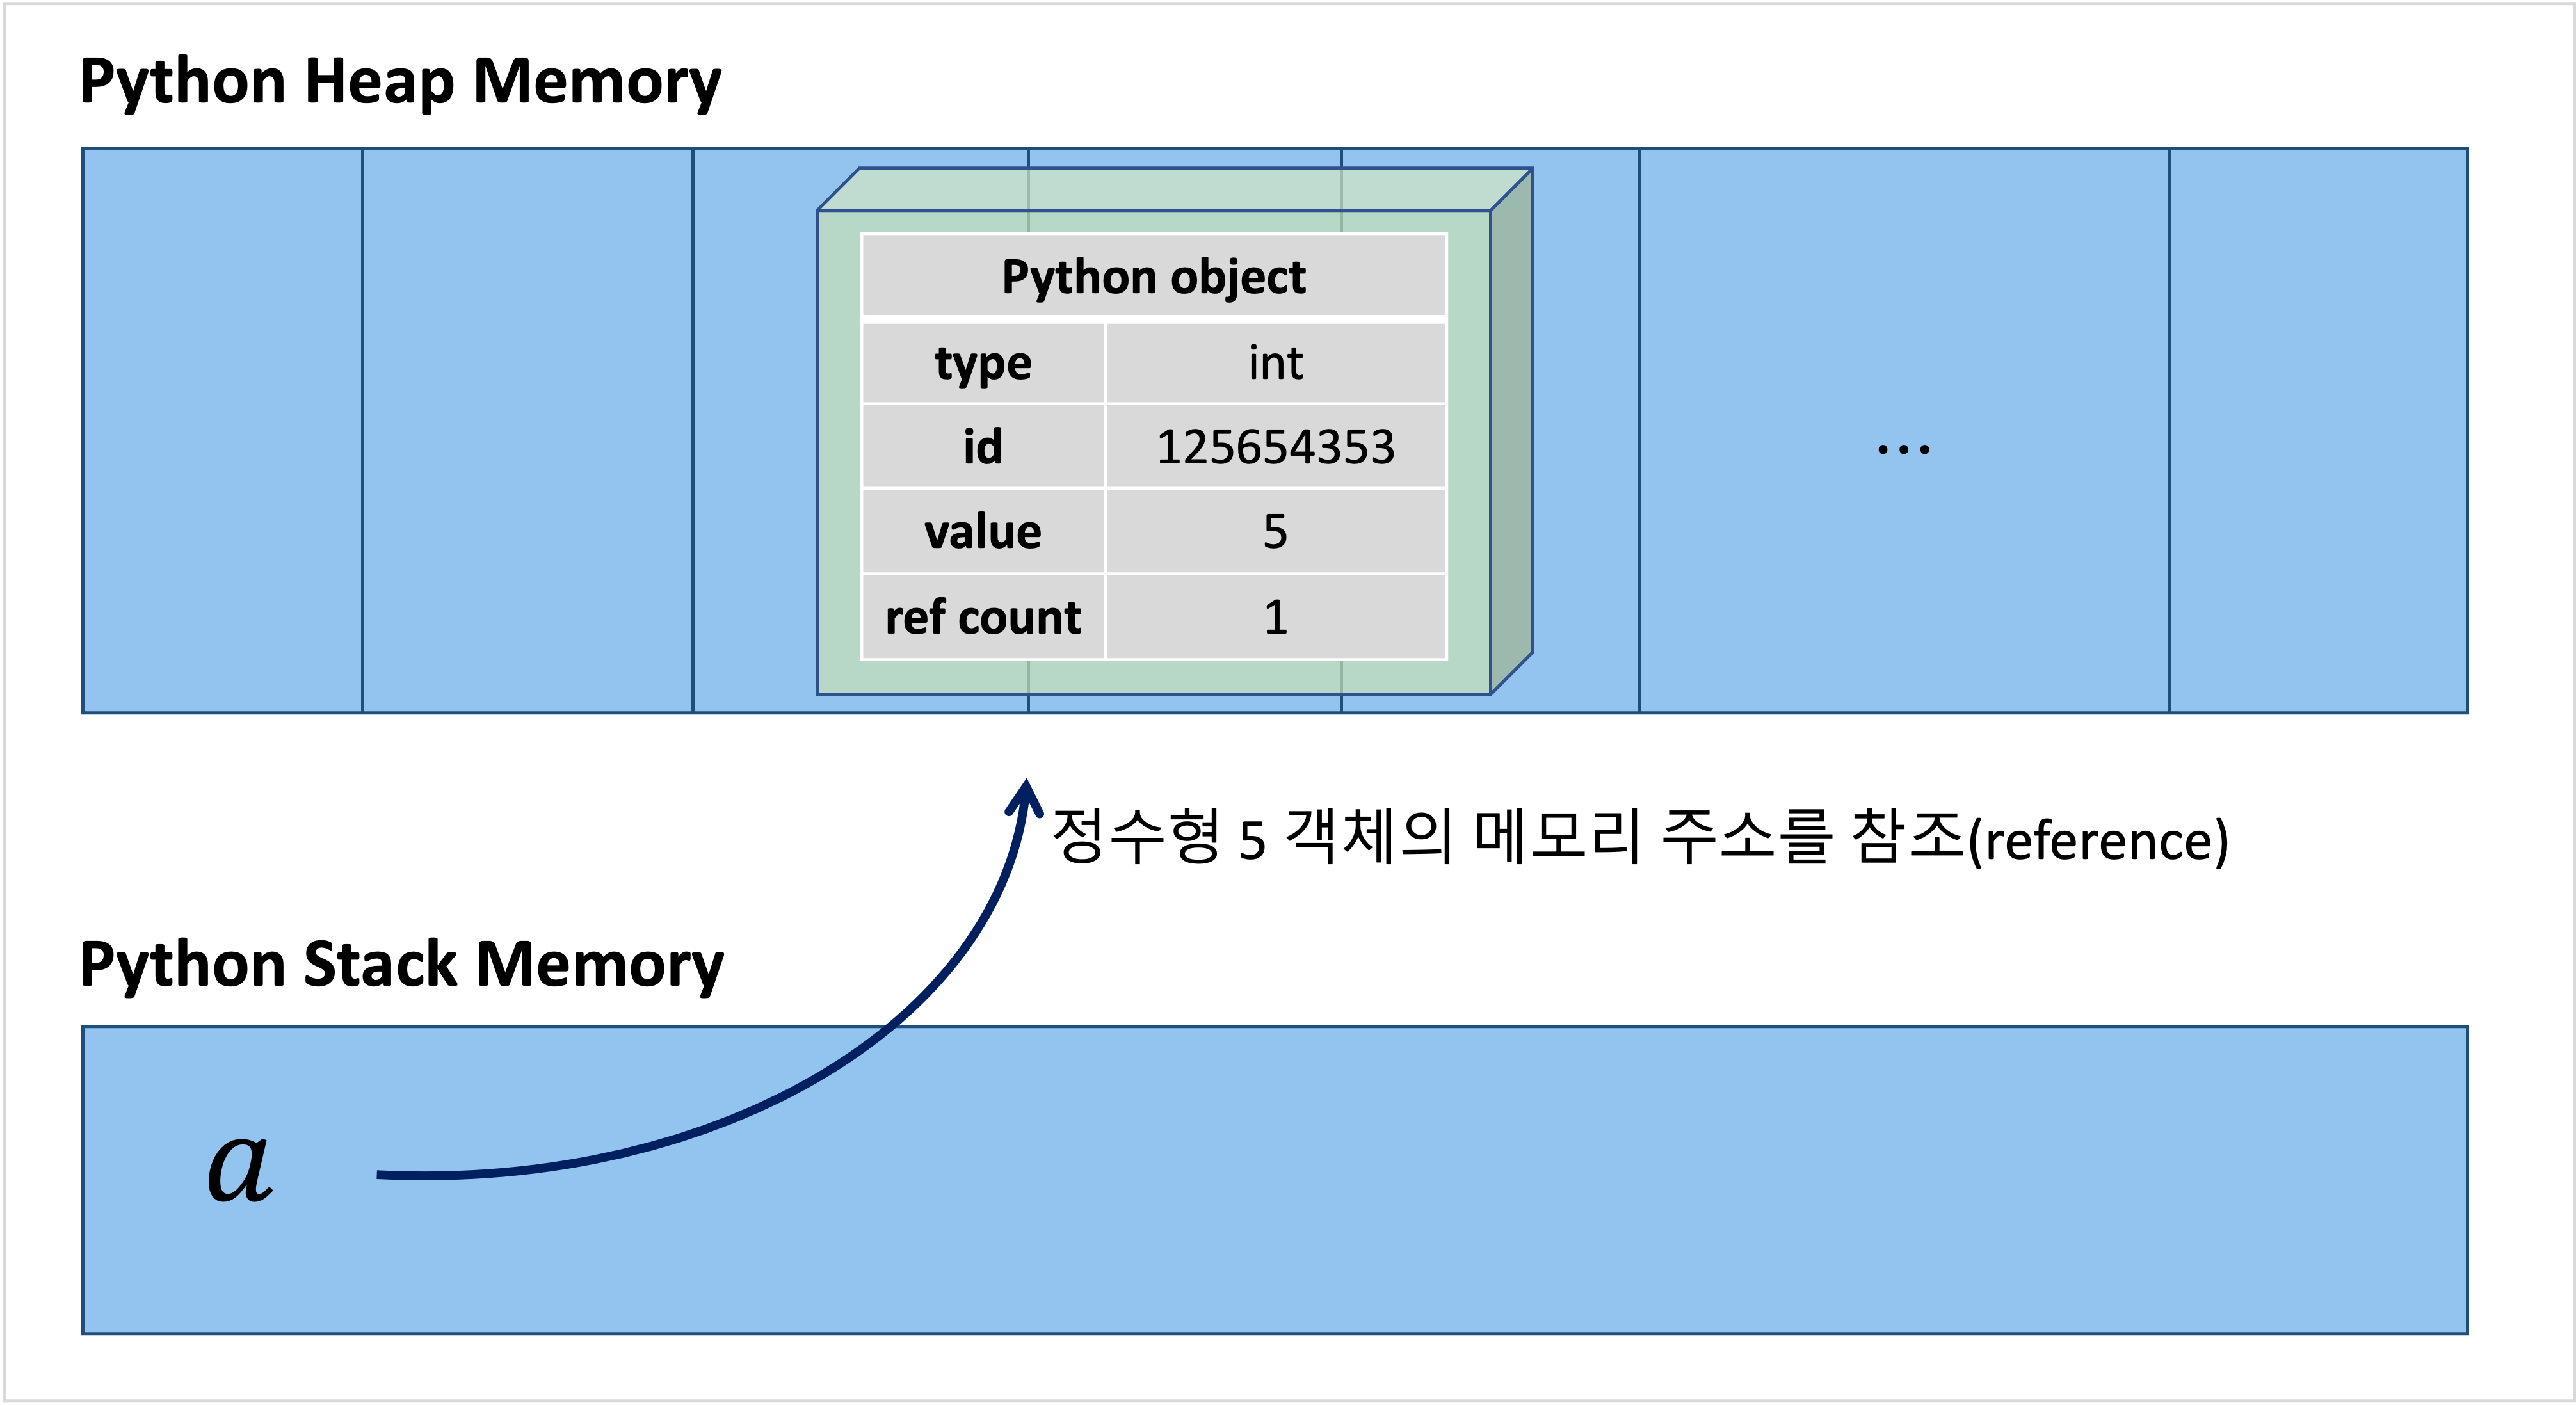 Python Heap Memory
Python object
type int
id 125654353
value 5
ref count 1
...
정수형 5 객체의 메모리 주소를 참조(reference)
Python Stack Memory
a